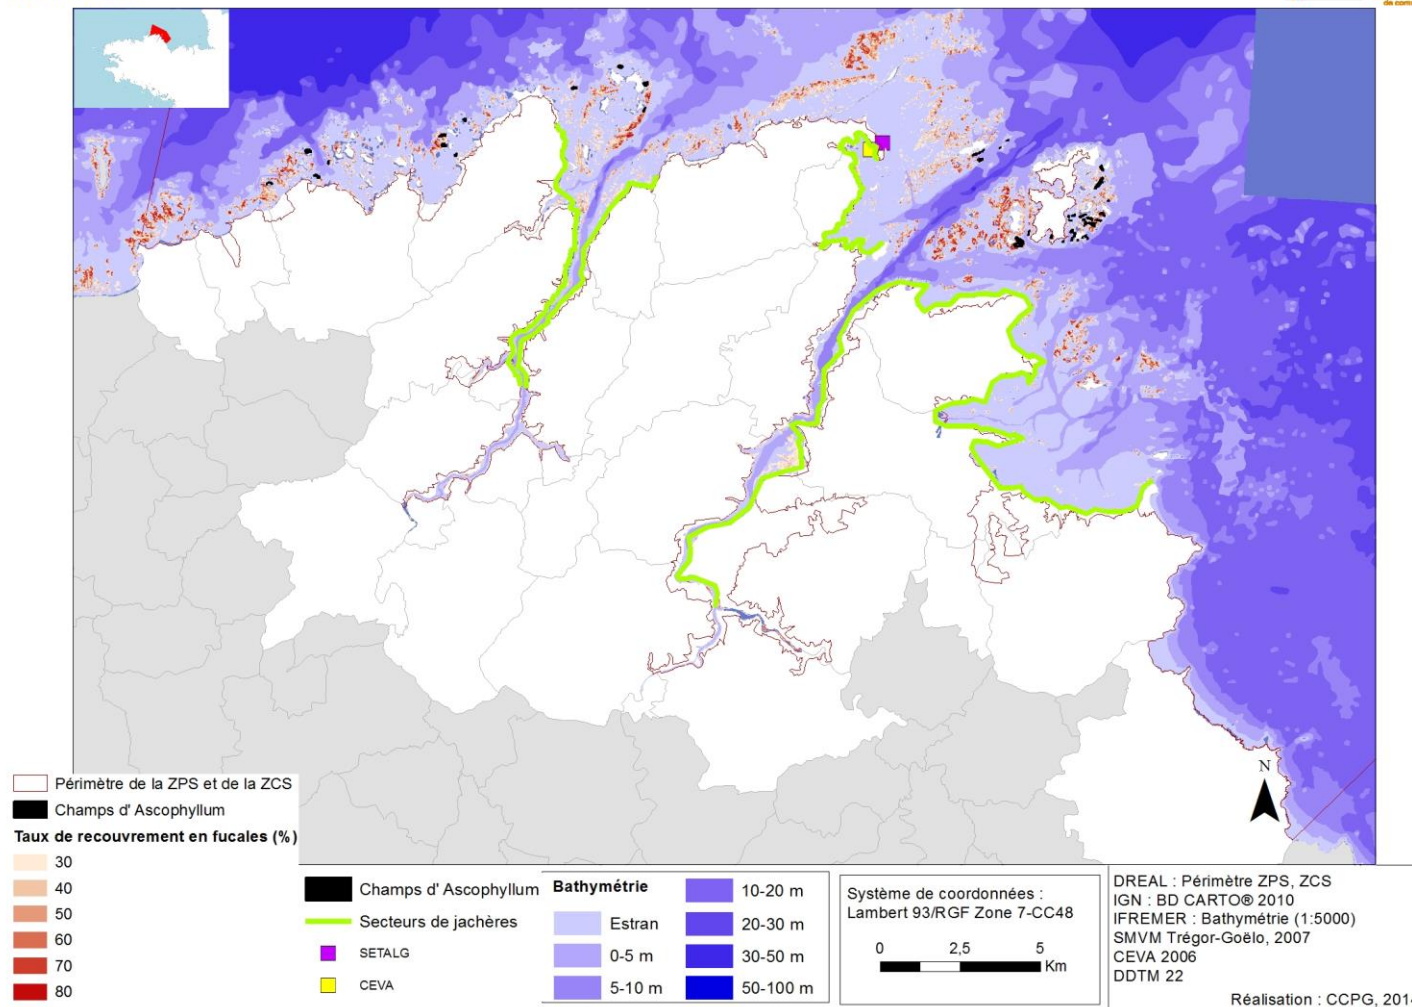 de com
N
Périmètre de la ZPS et de la ZCS
Champs d' Ascophyllum
Taux de recouvrement en fucales (%)
30
40
50
60
70
80
Champs d' Ascophyllum
Secteurs de jachères
SETALG
CEVA
Bathymétrie
Estran
0-5 m
5-10 m
10-20 m
20-30 m
30-50 m
50-100 m
Système de coordonnées :
Lambert 93/RGF Zone 7-CC48
0 2,5 5
Km
DREAL : Périmètre ZPS, ZCS
IGN : BD CARTO® 2010
IFREMER : Bathymétrie (1:5000)
SMVM Trégor-Goëlo, 2007
CEVA 2006
DDTM 22
Réalisation : CCPG, 201